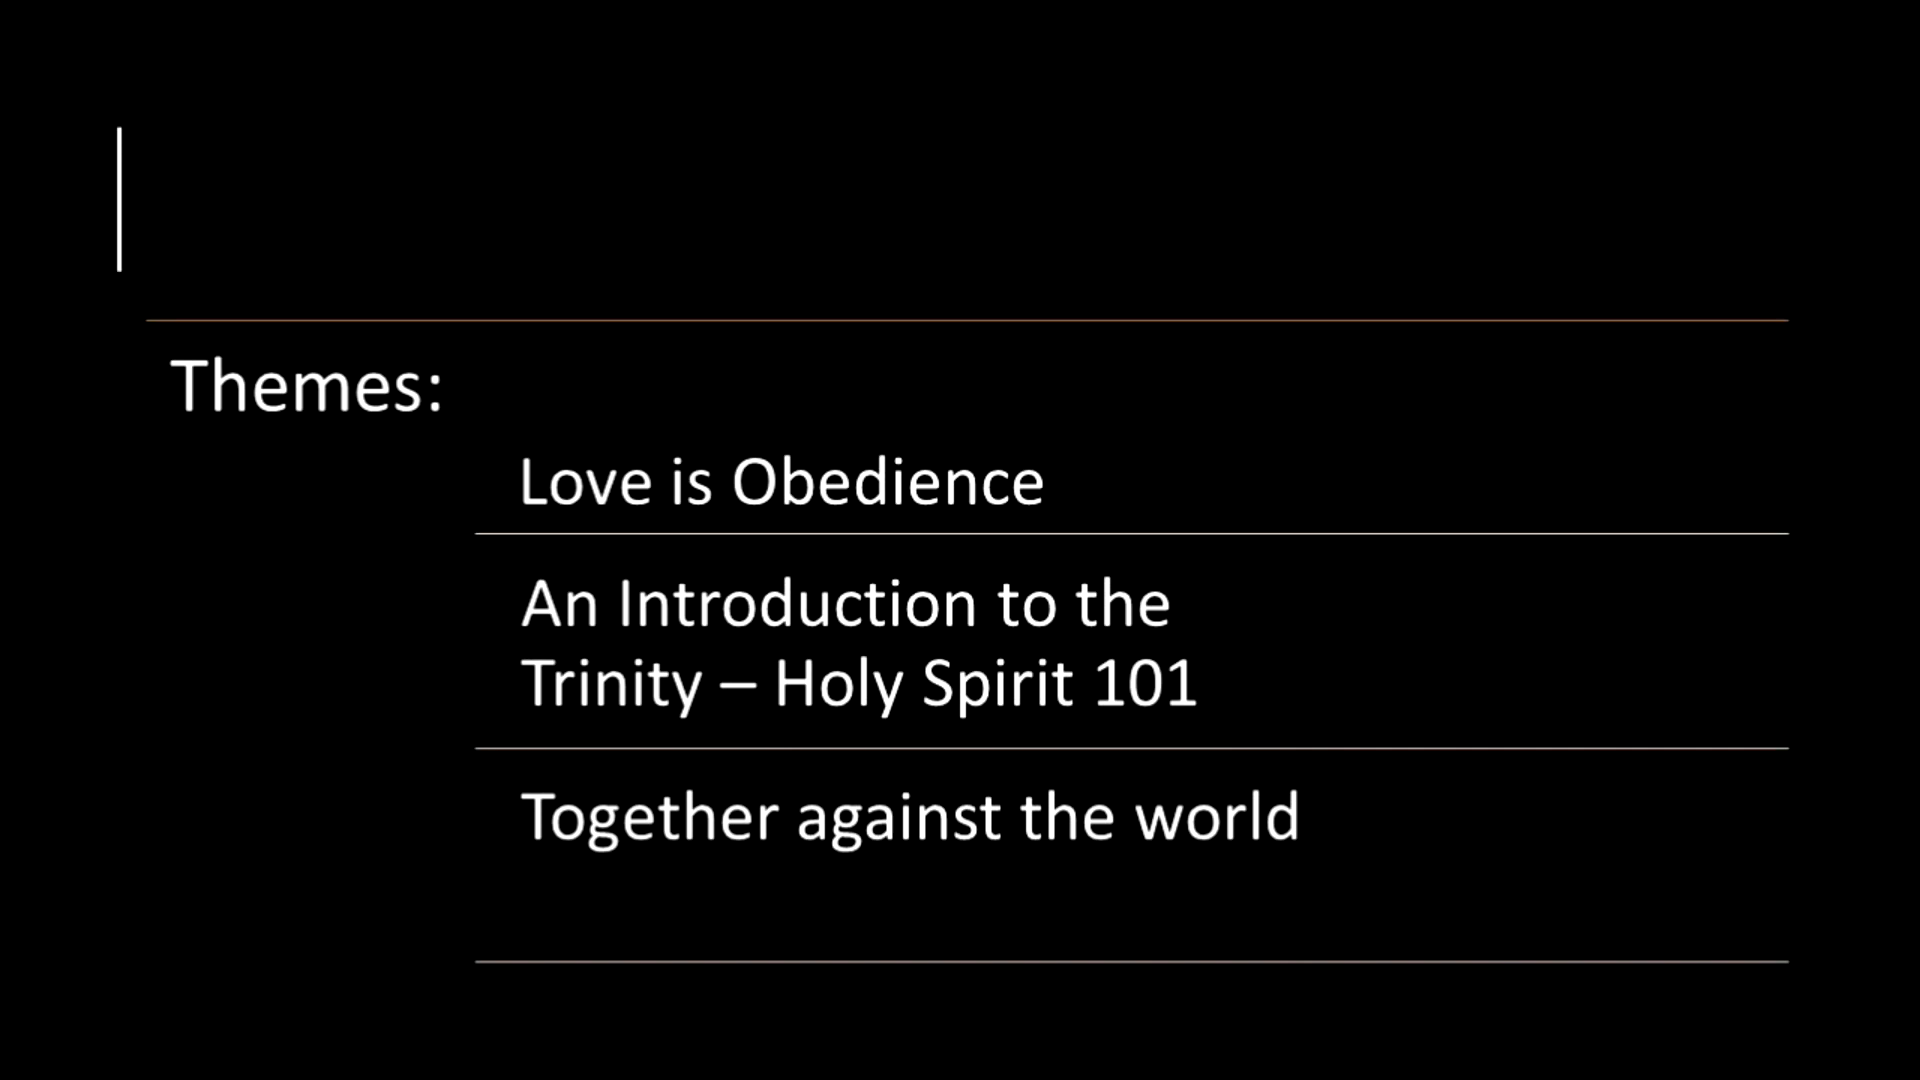 Themes:
Love is Obedience
An Introduction to the
Trinity – Holy Spirit 101
Together against the world